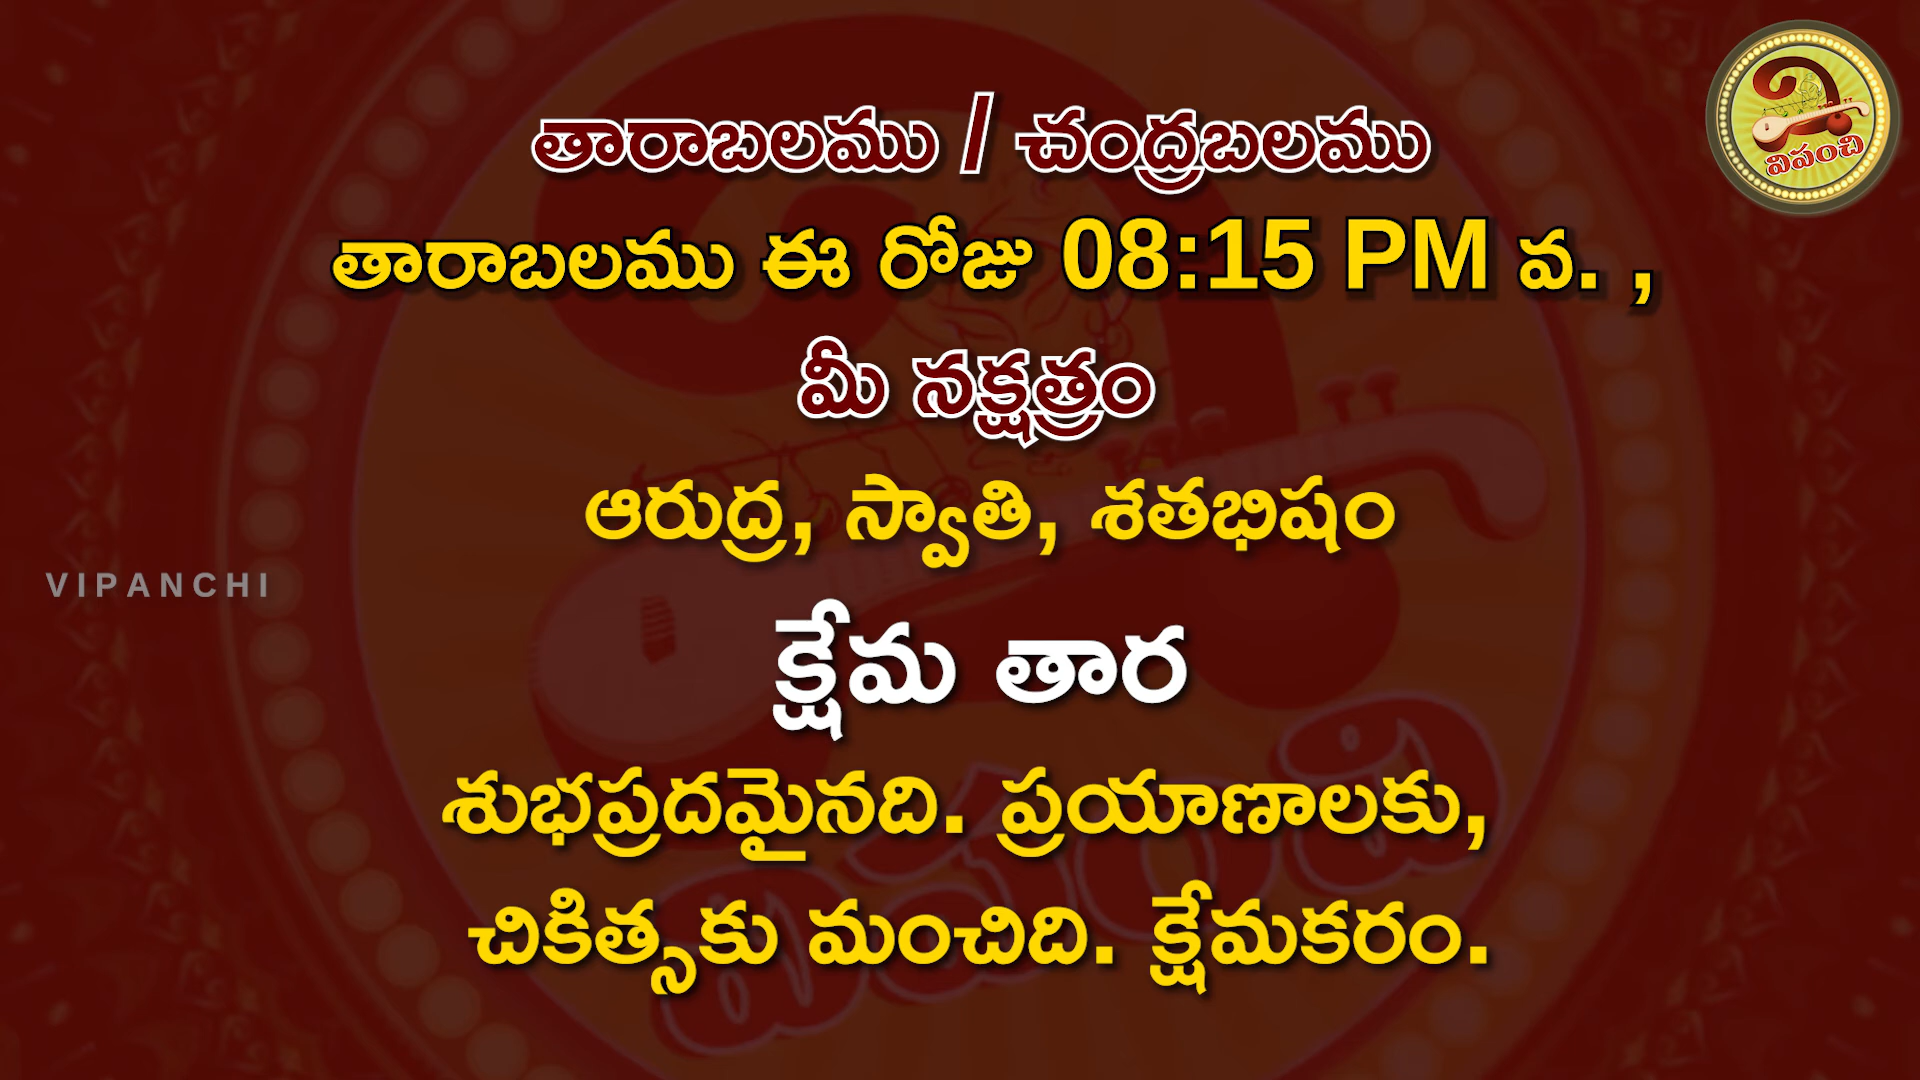 తారాబలము / చంద్రబలము
విపంచి
తారాబలము ఈ రోజు 08:15 PM వ. ,
మీ నక్షత్రం
ఆరుద్ర, స్వాతి, శతభిషం
VIPANCHI
క్షేమ తార
శుభప్రదమైనది. ప్రయాణాలకు,
చికిత్సకు మంచిది. క్షేమకరం.
విపంచి